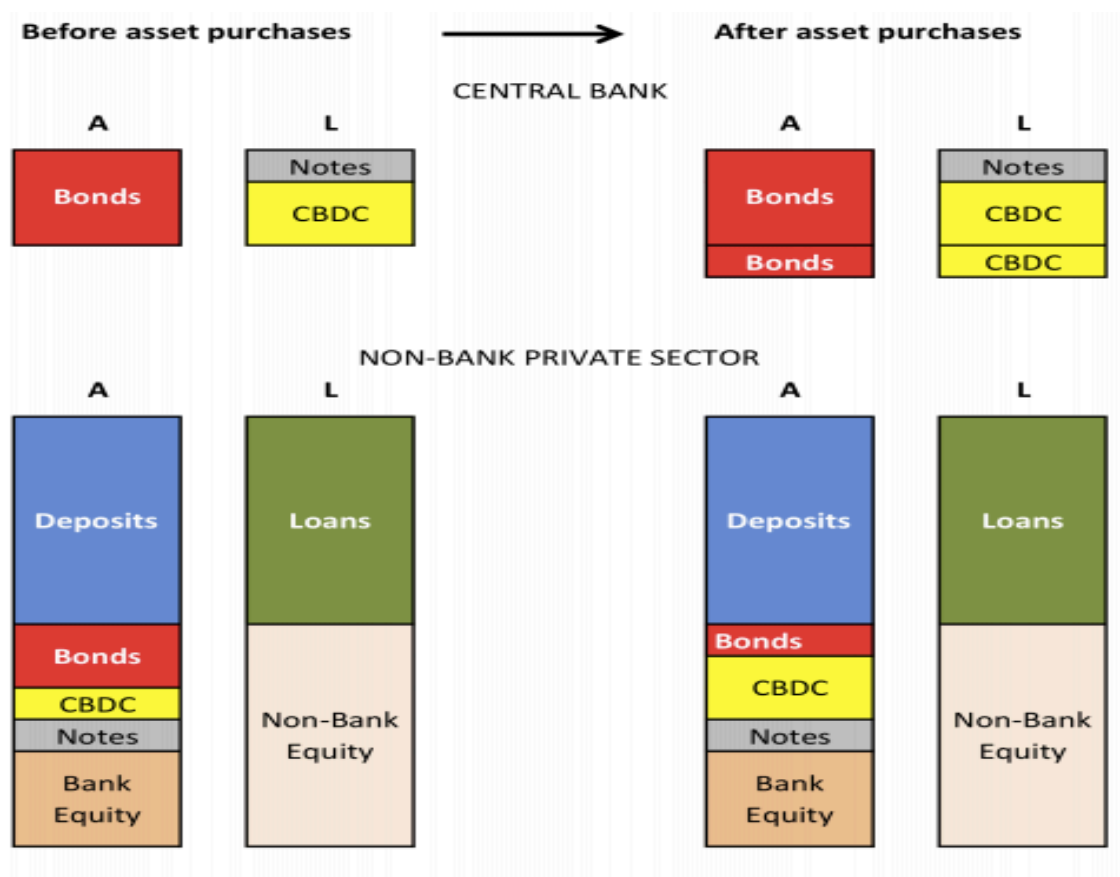 Before asset purchases
After asset purchases
CENTRAL BANK
A
L
A
L
Bonds
Notes
CBDC
Bonds
Bonds
Notes
CBDC
CBDC
NON-BANK PRIVATE SECTOR
A
L
A
L
Deposits
Bonds
CBDC
Notes
Bank
Equity
Loans
Non-Bank
Equity
Deposits
Bonds
CBDC
Notes
Bank
Equity
Loans
Non-Bank
Equity